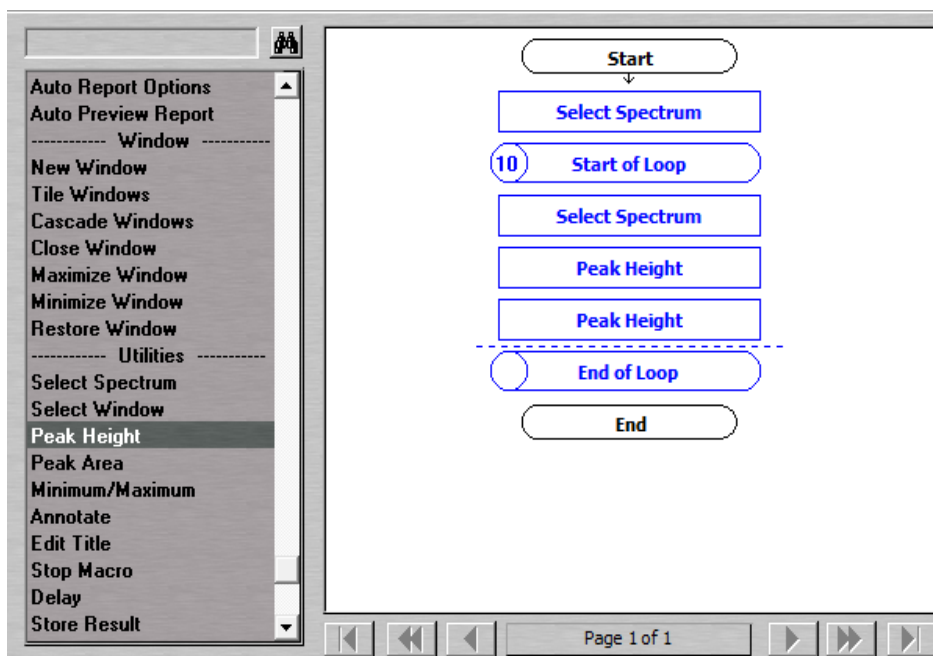 Auto Report Options
Auto Preview Report
----------- Window -----------
New Window
Tile Windows
Cascade Windows
Close Window
Maximize Window
Minimize Window
Restore Window
----------- Utilities -----------
Select Spectrum
Select Window
Peak Height
Peak Area
Minimum/Maximum
Annotate
Edit Title
Stop Macro
Delay
Store Result
Start
Select Spectrum
10 Start of Loop
Select Spectrum
Peak Height
Peak Height
End of Loop
End
Page 1 of 1